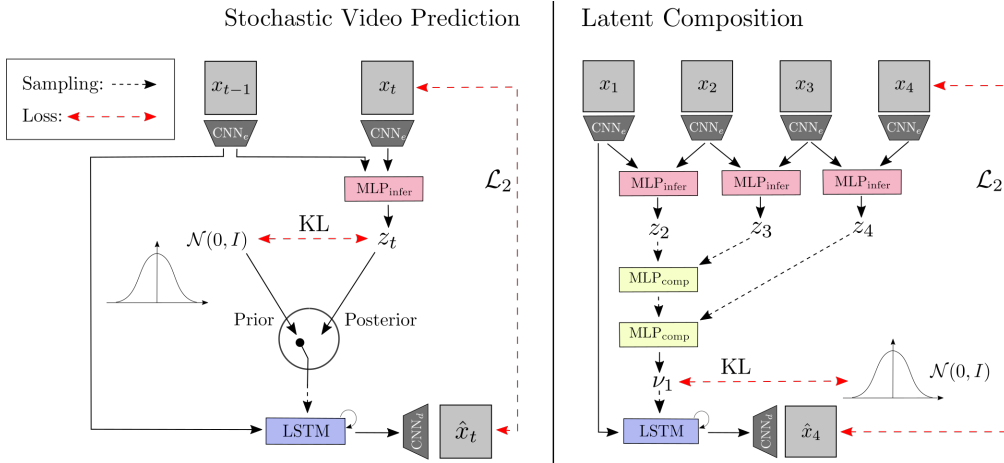 Stochastic Video Prediction
Sampling:
Loss:
x_{t−1}
x_t
CNN_e
CNN_e
MLP_infer
𝓛_2
KL
𝒩(0, I)
z_t
Prior
Posterior
LSTM
CNN_d
x̂_t
Latent Composition
x_1
x_2
x_3
x_4
CNN_e
CNN_e
CNN_e
CNN_e
MLP_infer
MLP_infer
MLP_infer
𝓛_2
z_2
z_3
z_4
MLP_comp
MLP_comp
ν_1
KL
𝒩(0, I)
LSTM
CNN_d
x̂_4